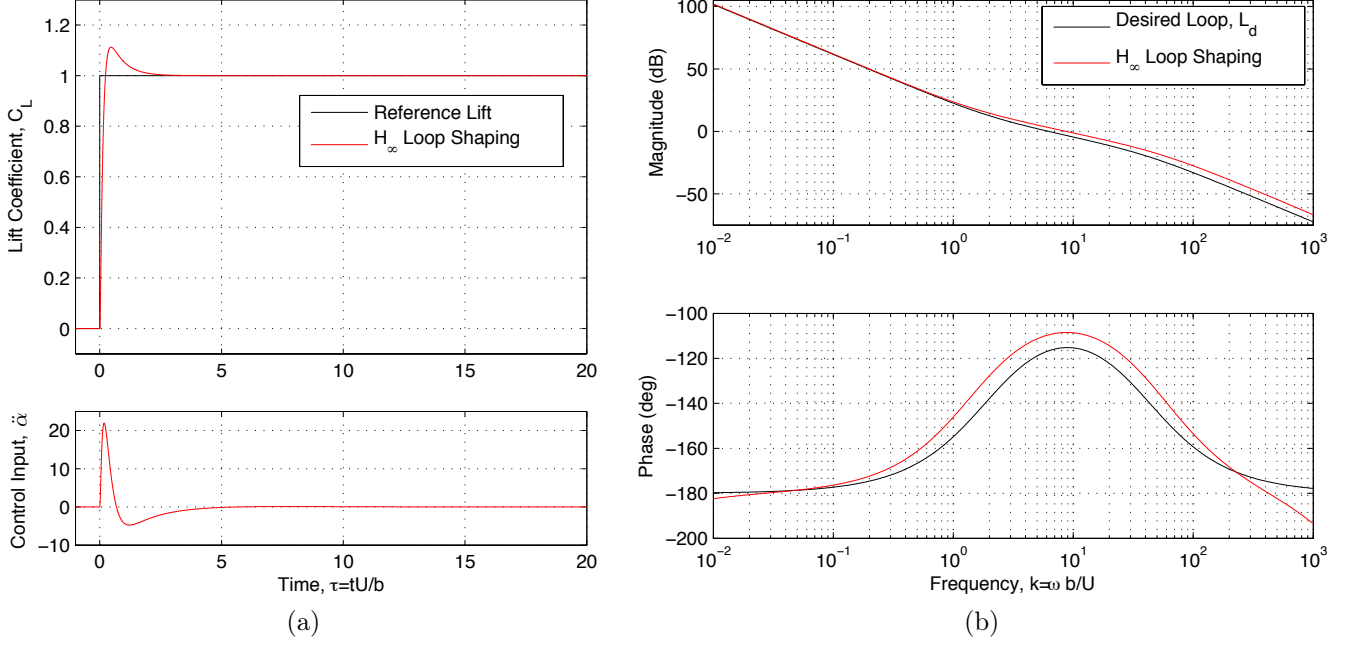 1.2
1
0.8
0.6
0.4
0.2
0
Lift Coefficient, C_L
Reference Lift
H_∞ Loop Shaping
0 5 10 15 20
20
10
0
−10
Control Input, α̈
0 5 10 15 20
Time, τ=tU/b
(a)
100
50
0
−50
Magnitude (dB)
Desired Loop, L_d
H_∞ Loop Shaping
10^−2 10^−1 10^0 10^1 10^2 10^3
−100
−120
−140
−160
−180
−200
Phase (deg)
10^−2 10^−1 10^0 10^1 10^2 10^3
Frequency, k=ω b/U
(b)